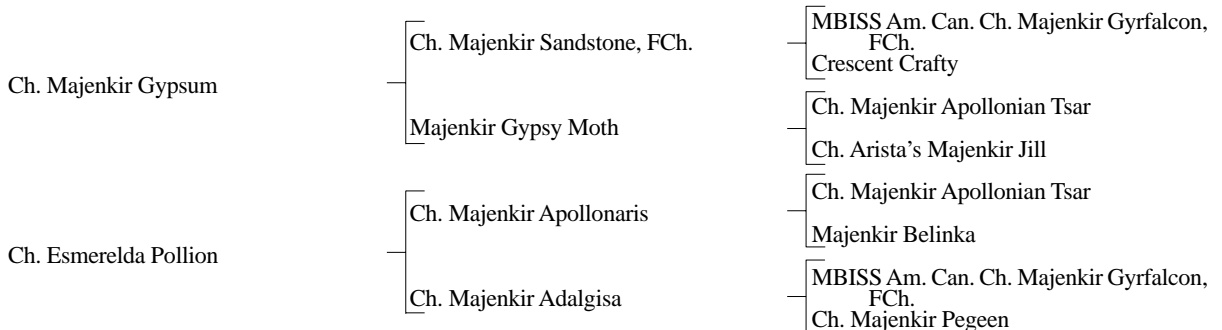 MBISS Am. Can. Ch. Majenkir Gyrfalcon,
FCh.
Ch. Majenkir Sandstone, FCh.
Crescent Crafty
Ch. Majenkir Gypsum
Ch. Majenkir Apollonian Tsar
Majenkir Gypsy Moth
Ch. Arista’s Majenkir Jill
Ch. Majenkir Apollonian Tsar
Ch. Majenkir Apollonaris
Majenkir Belinka
Ch. Esmerelda Pollion
MBISS Am. Can. Ch. Majenkir Gyrfalcon,
FCh.
Ch. Majenkir Adalgisa
Ch. Majenkir Pegeen